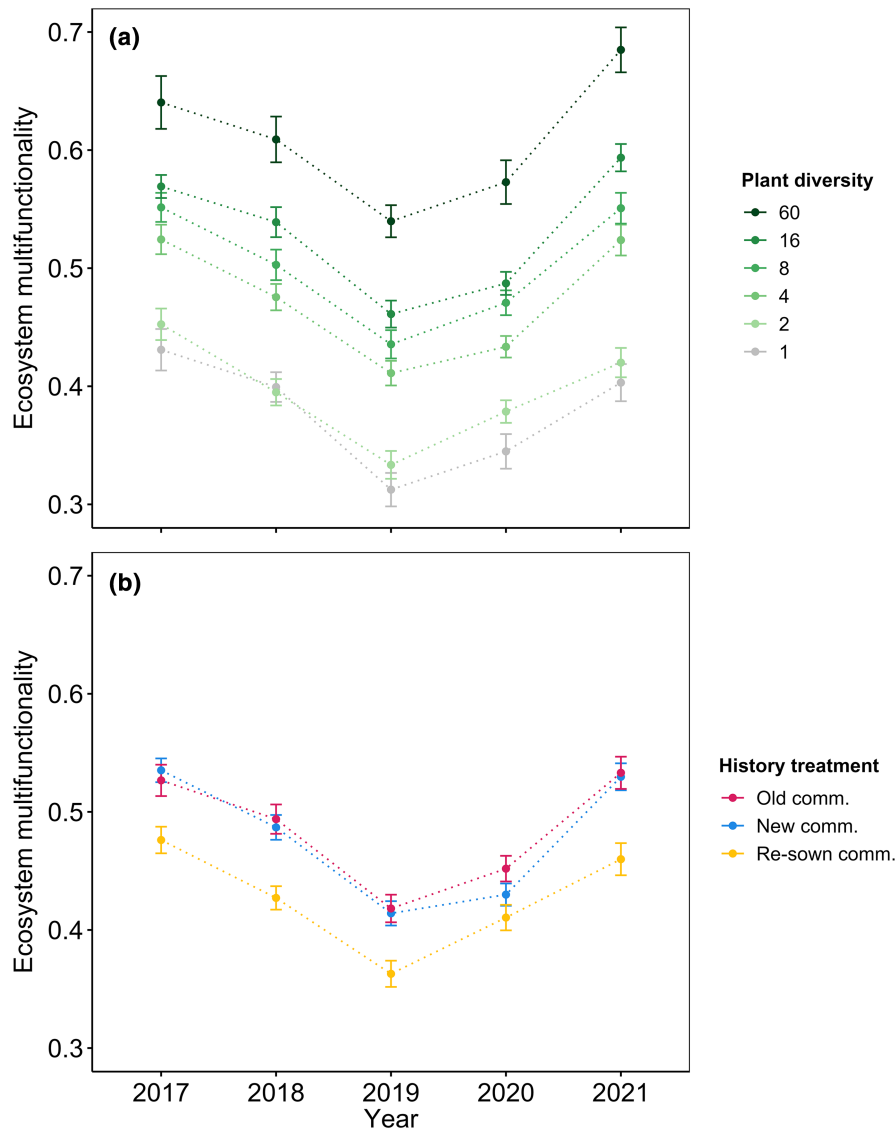 (a)
Ecosystem multifunctionality
0.7
0.6
0.5
0.4
0.3
Plant diversity
60
16
8
4
2
1
(b)
Ecosystem multifunctionality
0.7
0.6
0.5
0.4
0.3
2017 2018 2019 2020 2021
Year
History treatment
Old comm.
New comm.
Re-sown comm.